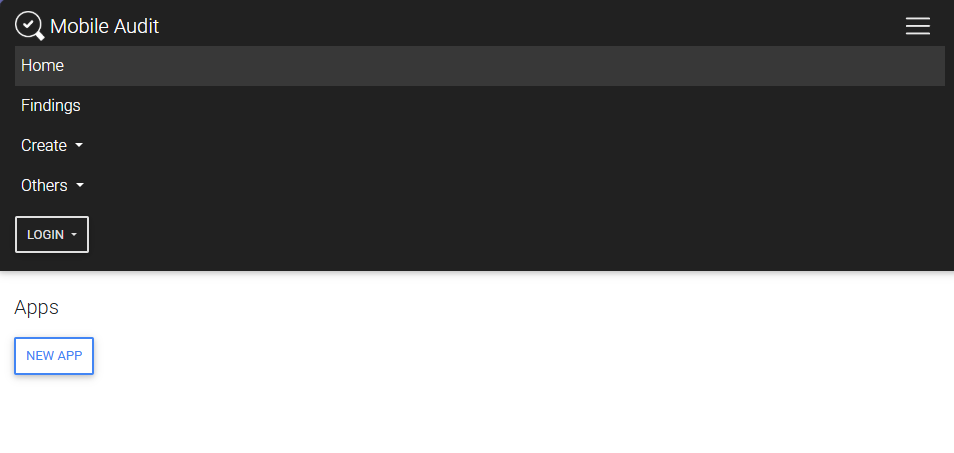 Mobile Audit
Home
Findings
Create
Others
LOGIN
Apps
NEW APP